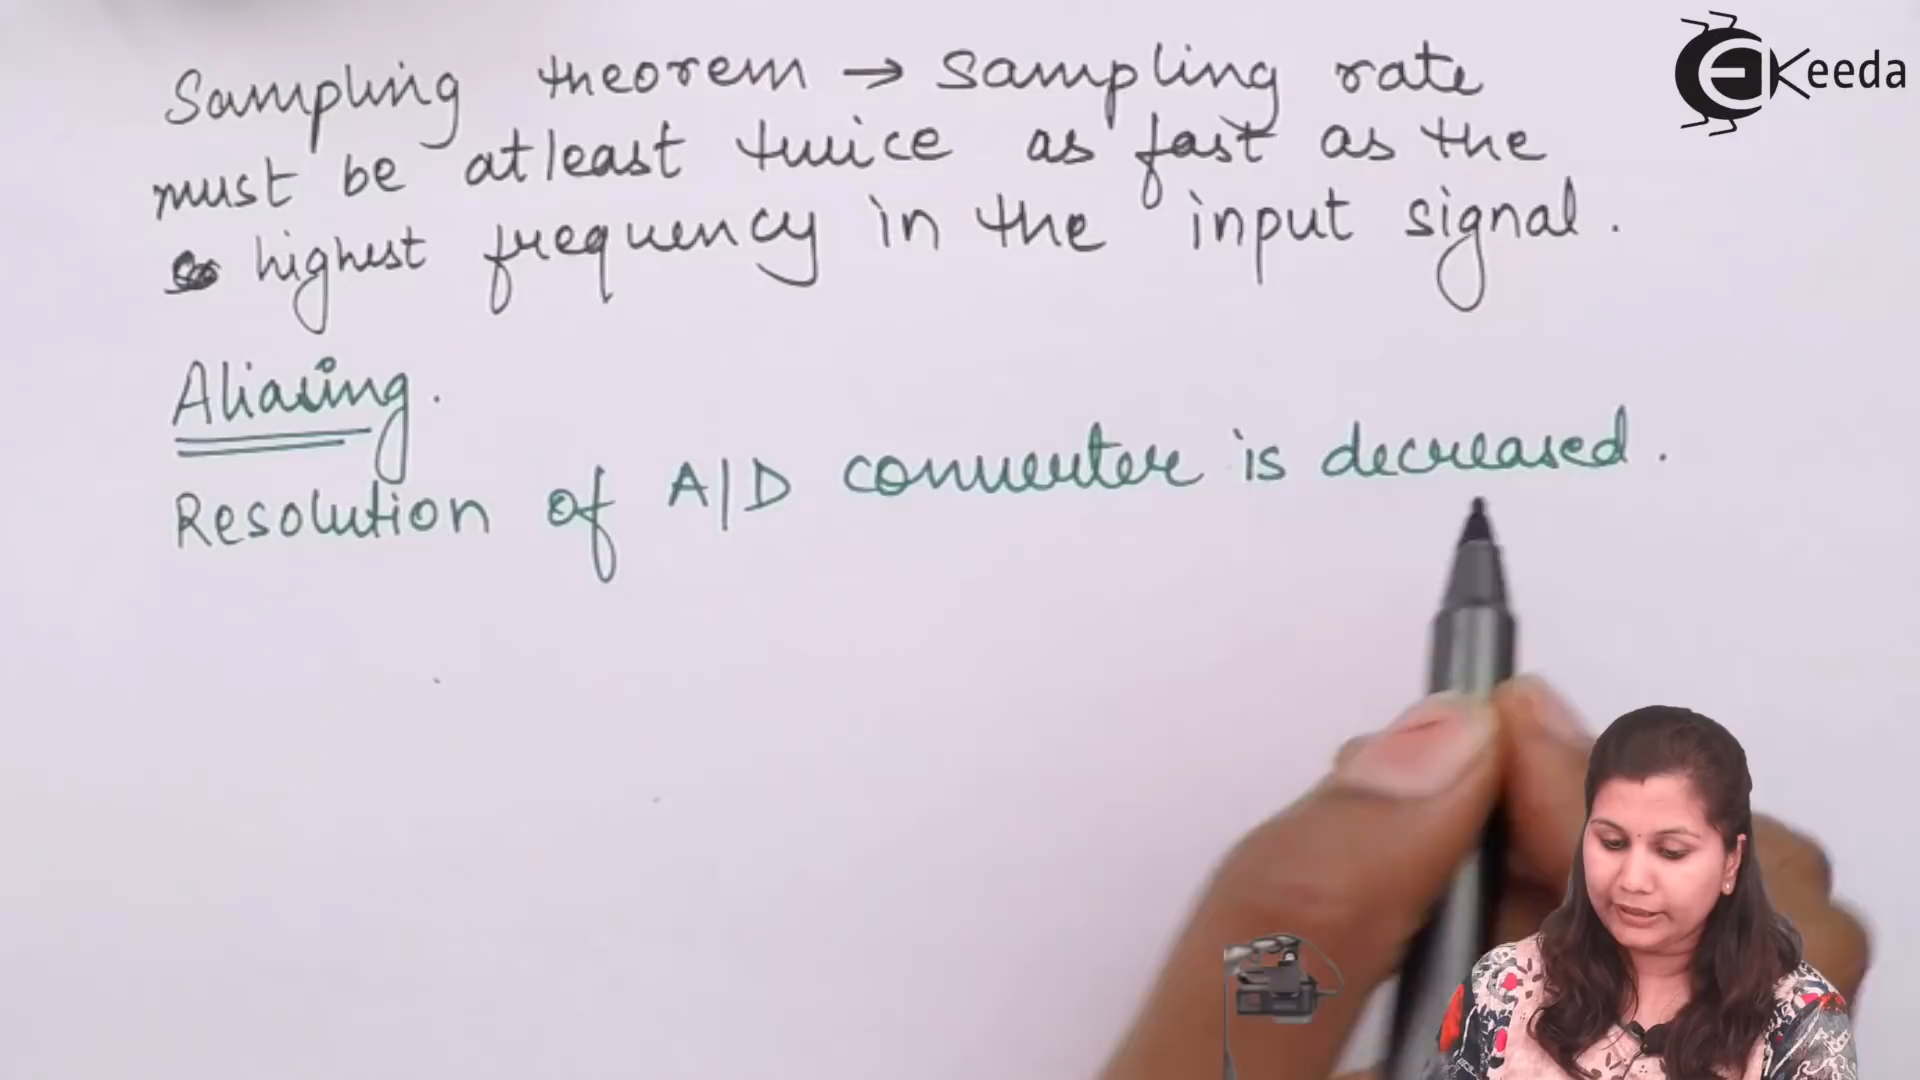 Sampling theorem → Sampling rate
must be atleast twice as fast as the
highest frequency in the input signal.
Aliasing.
Resolution of A/D converter is decreased.
EKeeda